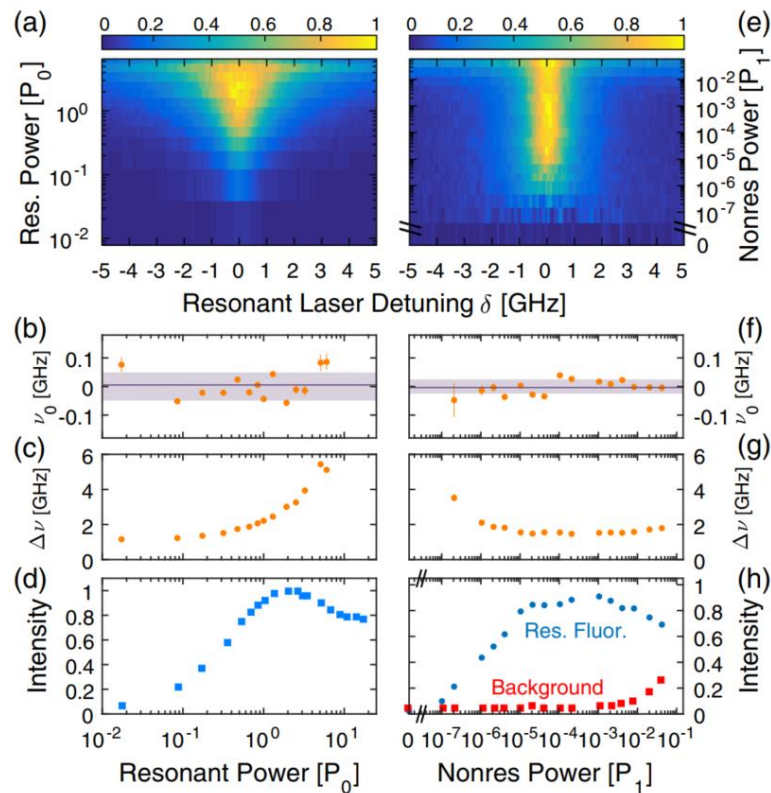 (a) 0 0.2 0.4 0.6 0.8 1 0 0.2 0.4 0.6 0.8 1 (e)
Res. Power [P0]
10^0
10^-1
10^-2
10^-2
10^-3
10^-4
10^-5
10^-6
10^-7
0
Nonres Power [P1]
-5 -4 -3 -2 -1 0 1 2 3 4 5 -5 -4 -3 -2 -1 0 1 2 3 4 5
Resonant Laser Detuning δ [GHz]
(b) (f)
ν0 [GHz]
0.1
0
-0.1
0.1
0
-0.1
ν0 [GHz]
(c) (g)
Δν [GHz]
6
4
2
0
6
4
2
0
Δν [GHz]
(d) (h)
Intensity
1
0.8
0.6
0.4
0.2
0
Res. Fluor.
Background
1
0.8
0.6
0.4
0.2
0
Intensity
10^-2 10^-1 10^0 10^1 0 10^-7 10^-6 10^-5 10^-4 10^-3 10^-2 10^-1
Resonant Power [P0] Nonres Power [P1]